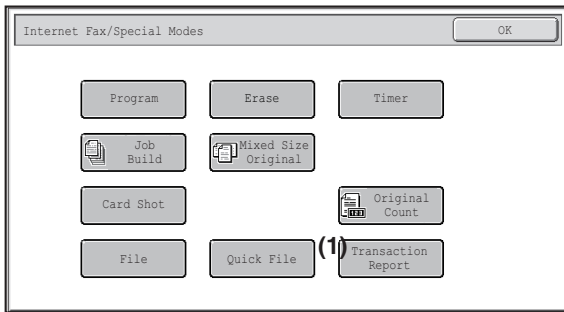 Internet Fax/Special Modes
OK
Program
Erase
Timer
Job
Build
Mixed Size
Original
Card Shot
Original
Count
123
File
Quick File
(1)
Transaction
Report